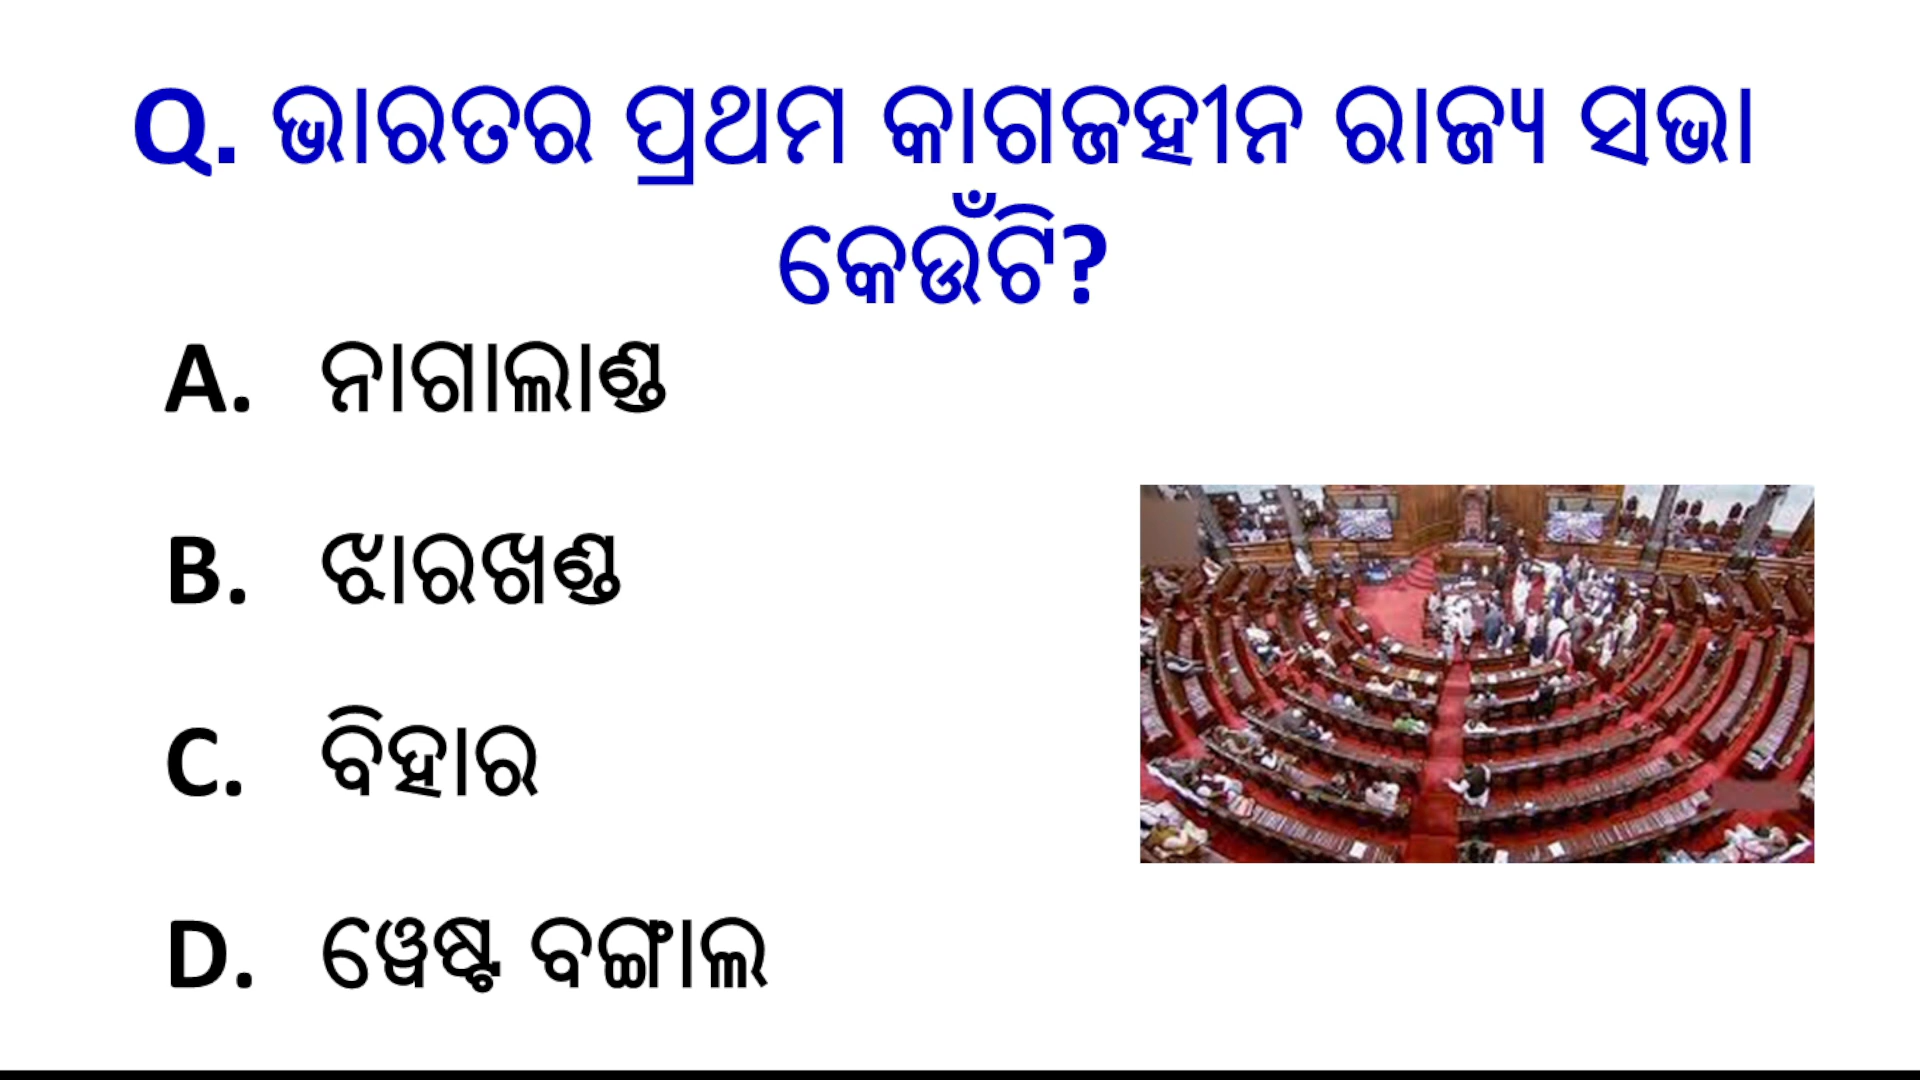 Q. ଭାରତର ପ୍ରଥମ କାଗଜହୀନ ରାଜ୍ୟ ସଭା
କେଉଁଟି?
A. ନାଗାଲାଣ୍ଡ
B. ଝାରଖଣ୍ଡ
C. ବିହାର
D. ୱେଷ୍ଟ ବଙ୍ଗାଲ